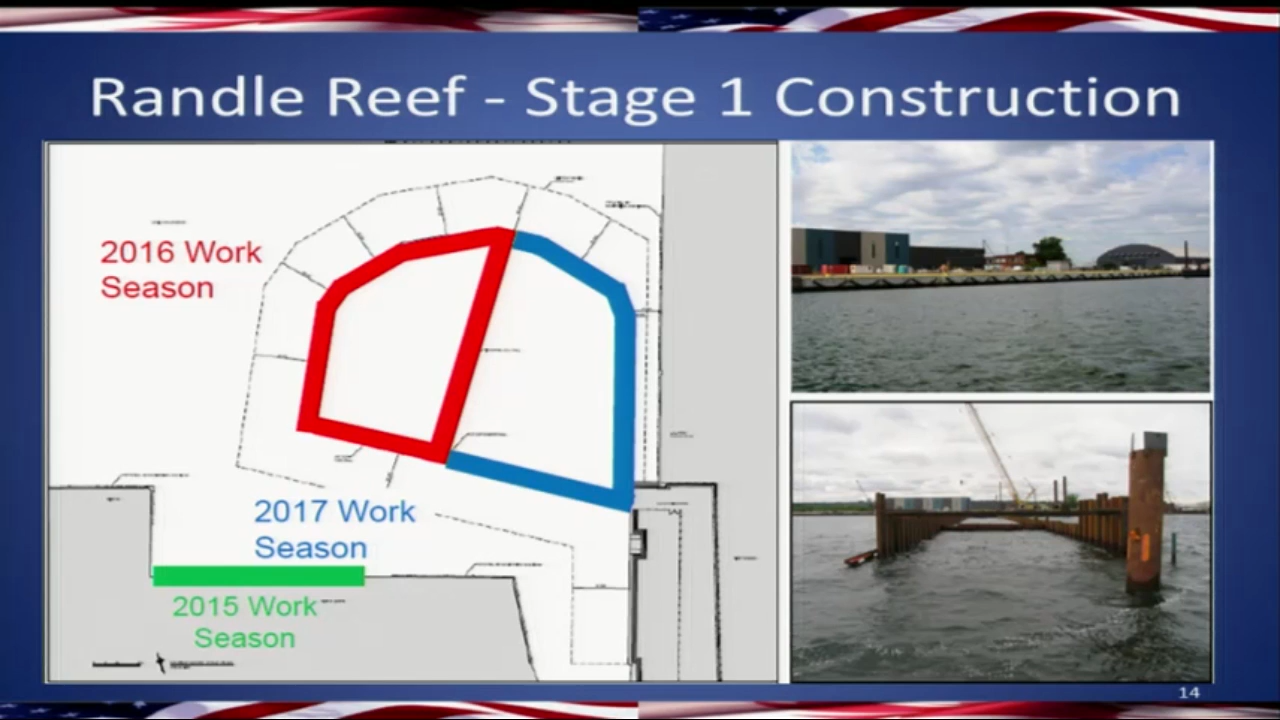 Randle Reef - Stage 1 Construction
2016 Work
Season
2017 Work
Season
2015 Work
Season
14